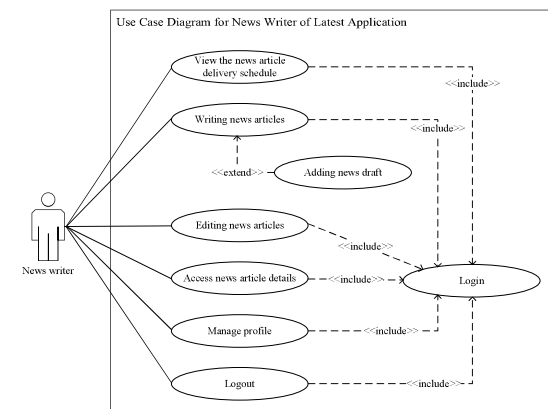 Use Case Diagram for News Writer of Latest Application
View the news article
delivery schedule
<<include>>
Writing news articles
<<include>>
<<extend>>
Adding news draft
Editing news articles
<<include>>
News writer
Access news article details
<<include>>
Login
Manage profile
<<include>>
Logout
<<include>>